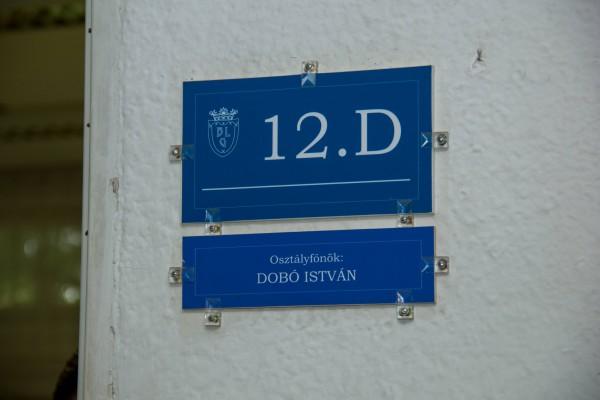 12.D
Osztályfőnök:
DOBÓ ISTVÁN